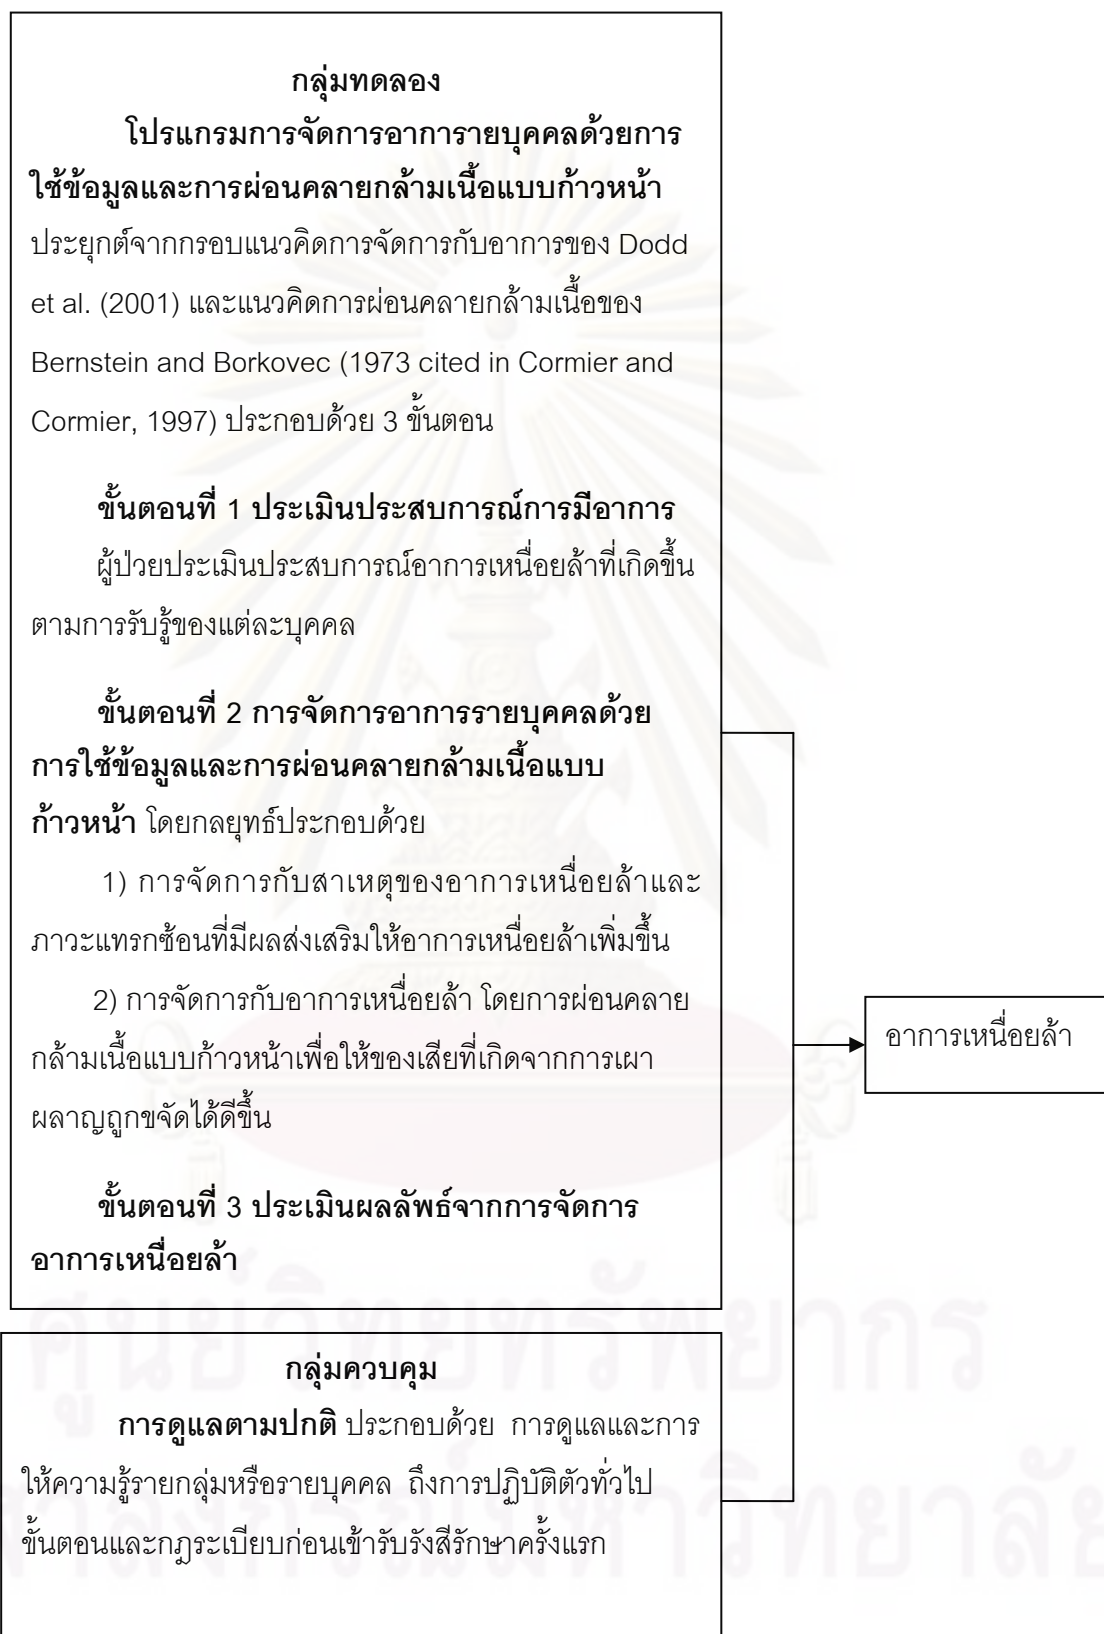 กลุ่มทดลอง
โปรแกรมการจัดการอาการายบุคคลด้วยการ
ใช้ข้อมูลและการผ่อนคลายกล้ามเนื้อแบบก้าวหน้า
ประยุกต์จากกรอบแนวคิดการจัดการกับอาการของ Dodd
et al. (2001) และแนวคิดการผ่อนคลายกล้ามเนื้อของ
Bernstein and Borkovec (1973 cited in Cormier and
Cormier, 1997) ประกอบด้วย 3 ขั้นตอน
ขั้นตอนที่ 1 ประเมินประสบการณ์การมีอาการ
ผู้ป่วยประเมินประสบการณ์อาการเหนื่อยล้าที่เกิดขึ้น
ตามการรับรู้ของแต่ละบุคคล
ขั้นตอนที่ 2 การจัดการอาการรายบุคคลด้วย
การใช้ข้อมูลและการผ่อนคลายกล้ามเนื้อแบบ
ก้าวหน้า โดยกลยุทธ์ประกอบด้วย
1) การจัดการกับสาเหตุของอาการเหนื่อยล้าและ
ภาวะแทรกซ้อนที่มีผลส่งเสริมให้อาการเหนื่อยล้าเพิ่มขึ้น
2) การจัดการกับอาการเหนื่อยล้า โดยการผ่อนคลาย
กล้ามเนื้อแบบก้าวหน้าเพื่อให้ของเสียที่เกิดจากการเผา
ผลาญถูกขจัดได้ดีขึ้น
ขั้นตอนที่ 3 ประเมินผลลัพธ์จากการจัดการ
อาการเหนื่อยล้า
อาการเหนื่อยล้า
กลุ่มควบคุม
การดูแลตามปกติ ประกอบด้วย การดูแลและการ
ให้ความรู้รายกลุ่มหรือรายบุคคล ถึงการปฏิบัติตัวทั่วไป
ขั้นตอนและกฎระเบียบก่อนเข้ารับรังสีรักษาครั้งแรก
ศูนย์วิทยทรัพยากร